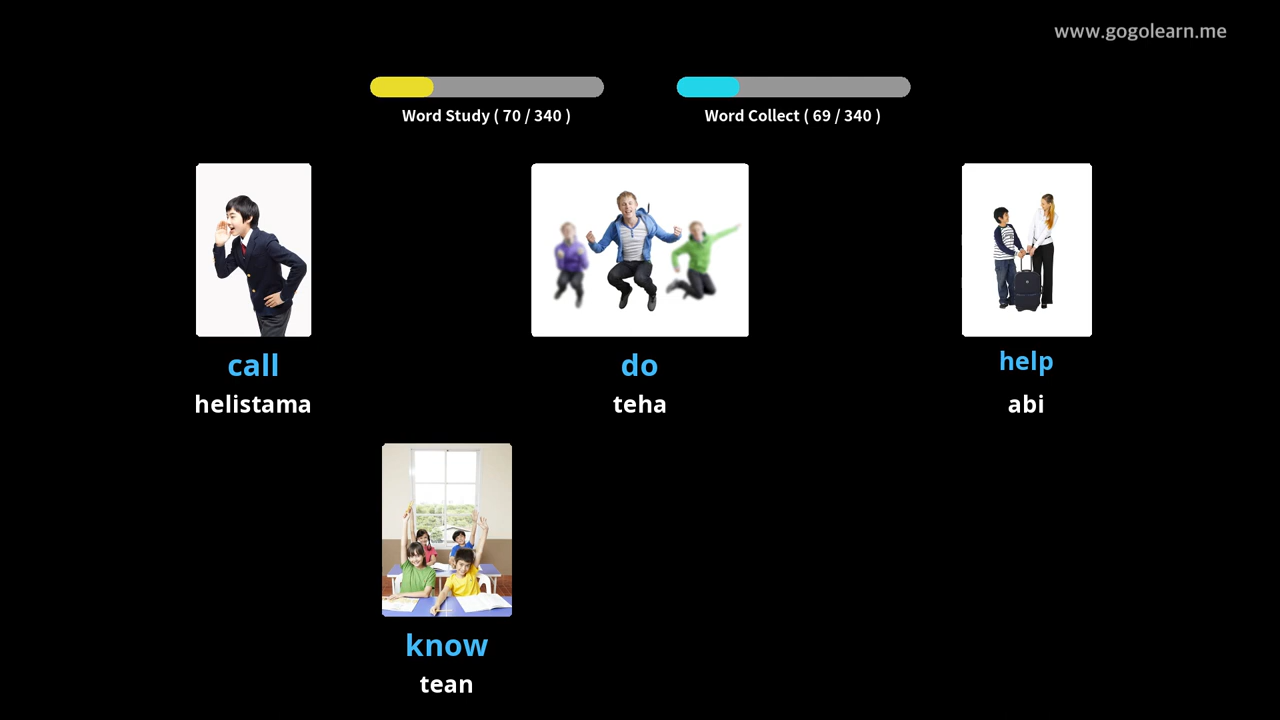 www.gogolearn.me
Word Study ( 70 / 340 )
Word Collect ( 69 / 340 )
call
helistama
do
teha
help
abi
know
tean